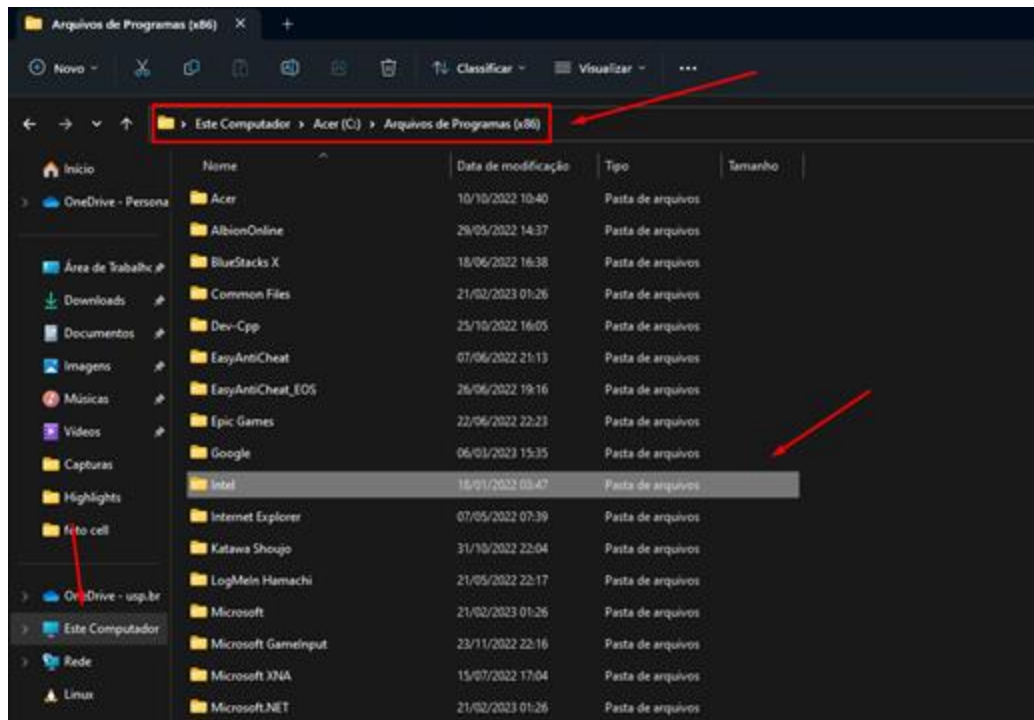 Arquivos de Programas (x86)
Novo
Classificar
Visualizar
Este Computador > Acer (C:) > Arquivos de Programas (x86)
Início
OneDrive - Persona
Área de Trabalho
Downloads
Documentos
Imagens
Músicas
Vídeos
Capturas
Highlights
foto cell
OneDrive - usp.br
Este Computador
Rede
Linux
Nome Data de modificação Tipo Tamanho
Acer 10/10/2022 10:40 Pasta de arquivos
AlbionOnline 29/05/2022 14:37 Pasta de arquivos
BlueStacks X 18/06/2022 16:38 Pasta de arquivos
Common Files 21/02/2023 01:26 Pasta de arquivos
Dev-Cpp 25/10/2022 16:05 Pasta de arquivos
EasyAntiCheat 07/06/2022 21:13 Pasta de arquivos
EasyAntiCheat_EOS 26/06/2022 19:16 Pasta de arquivos
Epic Games 22/06/2022 22:23 Pasta de arquivos
Google 06/03/2023 15:35 Pasta de arquivos
Intel 18/01/2022 03:47 Pasta de arquivos
Internet Explorer 07/05/2022 07:39 Pasta de arquivos
Katawa Shoujo 31/10/2022 22:04 Pasta de arquivos
LogMeIn Hamachi 21/05/2022 22:17 Pasta de arquivos
Microsoft 21/02/2023 01:26 Pasta de arquivos
Microsoft GameInput 23/11/2022 22:16 Pasta de arquivos
Microsoft XNA 15/07/2022 17:04 Pasta de arquivos
Microsoft.NET 21/02/2023 01:26 Pasta de arquivos